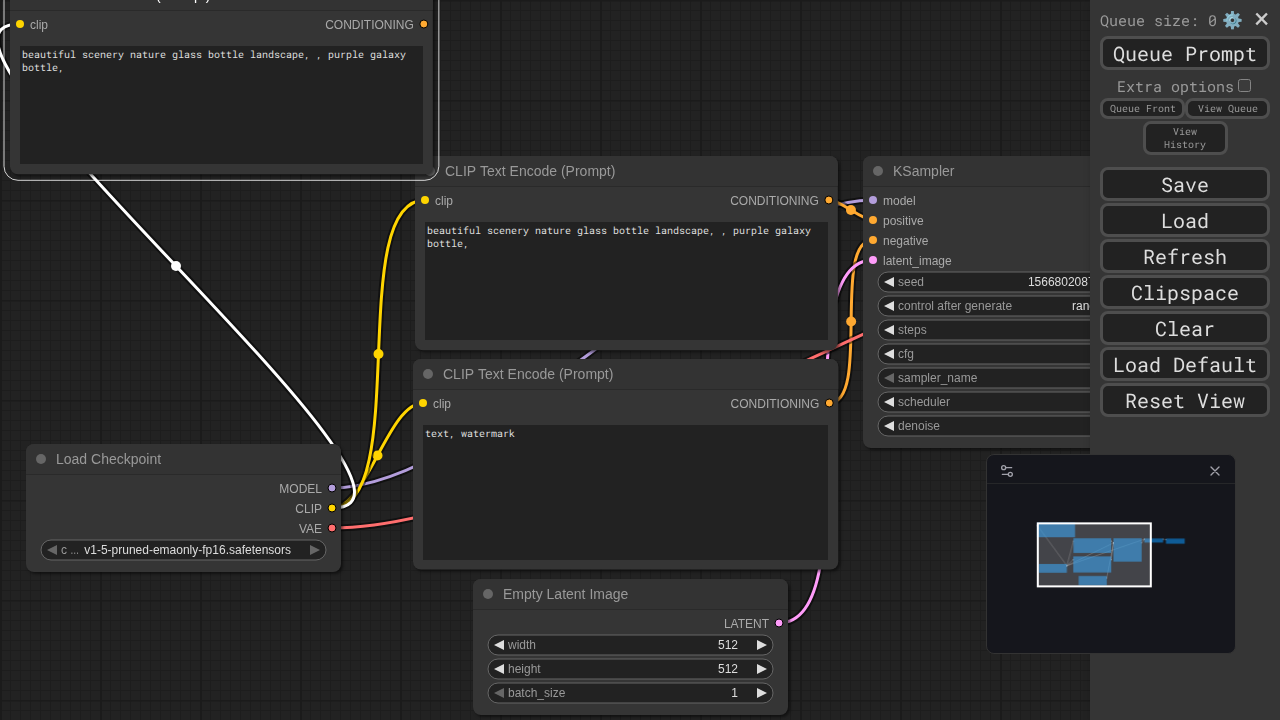 clip
CONDITIONING
beautiful scenery nature glass bottle landscape, , purple galaxy
bottle,
CLIP Text Encode (Prompt)
clip
CONDITIONING
beautiful scenery nature glass bottle landscape, , purple galaxy
bottle,
CLIP Text Encode (Prompt)
clip
CONDITIONING
text, watermark
Load Checkpoint
MODEL
CLIP
VAE
c ... v1-5-pruned-emaonly-fp16.safetensors
Empty Latent Image
LATENT
width 512
height 512
batch_size 1
KSampler
model
positive
negative
latent_image
seed 156680208
control after generate
steps
cfg
sampler_name
scheduler
denoise
Queue size: 0
Queue Prompt
Extra options
Queue Front
View Queue
View
History
Save
Load
Refresh
Clipspace
Clear
Load Default
Reset View